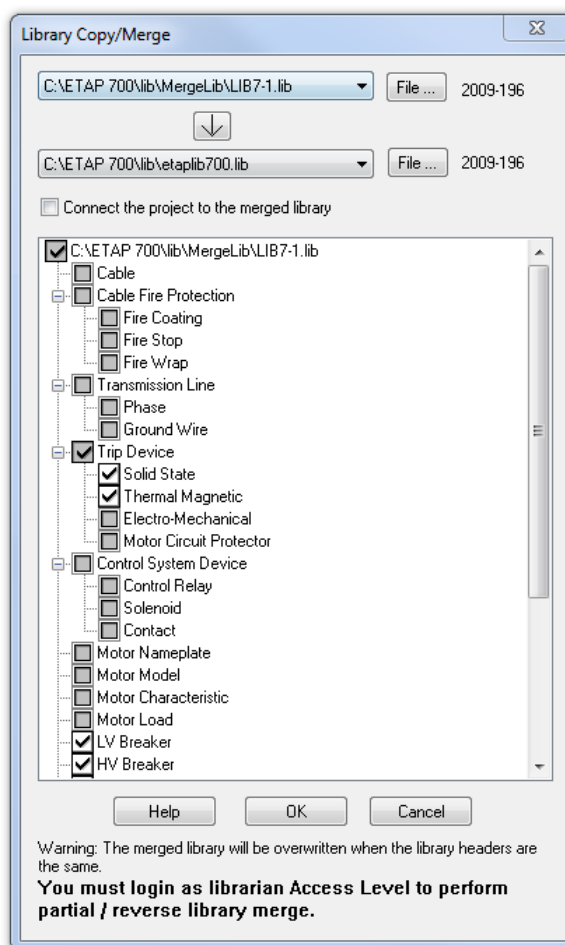 Library Copy/Merge
C:\ETAP 700\lib\MergeLib\LIB7-1.lib File ... 2009-196
C:\ETAP 700\lib\etaplib700.lib File ... 2009-196
Connect the project to the merged library
C:\ETAP 700\lib\MergeLib\LIB7-1.lib
Cable
Cable Fire Protection
Fire Coating
Fire Stop
Fire Wrap
Transmission Line
Phase
Ground Wire
Trip Device
Solid State
Thermal Magnetic
Electro-Mechanical
Motor Circuit Protector
Control System Device
Control Relay
Solenoid
Contact
Motor Nameplate
Motor Model
Motor Characteristic
Motor Load
LV Breaker
HV Breaker
Help OK Cancel
Warning: The merged library will be overwritten when the library headers are
the same.
You must login as librarian Access Level to perform
partial / reverse library merge.